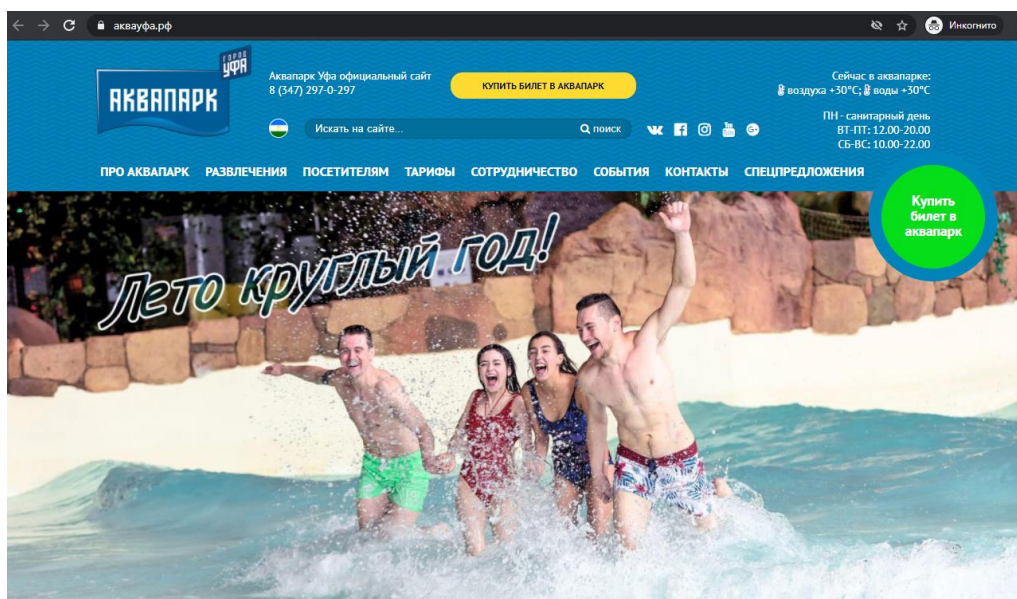 аквауфа.рф
Инкогнито
ГОРОД
УФА
АКВАПАРК
Аквапарк Уфа официальный сайт
8 (347) 297-0-297
КУПИТЬ БИЛЕТ В АКВАПАРК
Сейчас в аквапарке:
воздуха +30°C; воды +30°C
Искать на сайте...
поиск
You
G+
ПН - санитарный день
ВТ-ПТ: 12.00-20.00
СБ-ВС: 10.00-22.00
ПРО АКВАПАРК РАЗВЛЕЧЕНИЯ ПОСЕТИТЕЛЯМ ТАРИФЫ СОТРУДНИЧЕСТВО СОБЫТИЯ КОНТАКТЫ СПЕЦПРЕДЛОЖЕНИЯ
Купить
билет в
аквапарк
Лето круглый год!